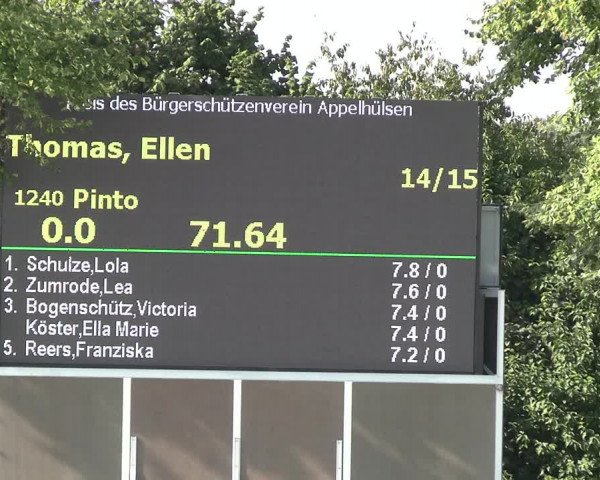 Preis des Bürgerschützenverein Appelhülsen
Thomas, Ellen
14/15
1240 Pinto
0.0 71.64
1. Schulze,Lola 7.8 / 0
2. Zumrode,Lea 7.6 / 0
3. Bogenschütz,Victoria 7.4 / 0
Köster,Ella Marie 7.4 / 0
5. Reers,Franziska 7.2 / 0